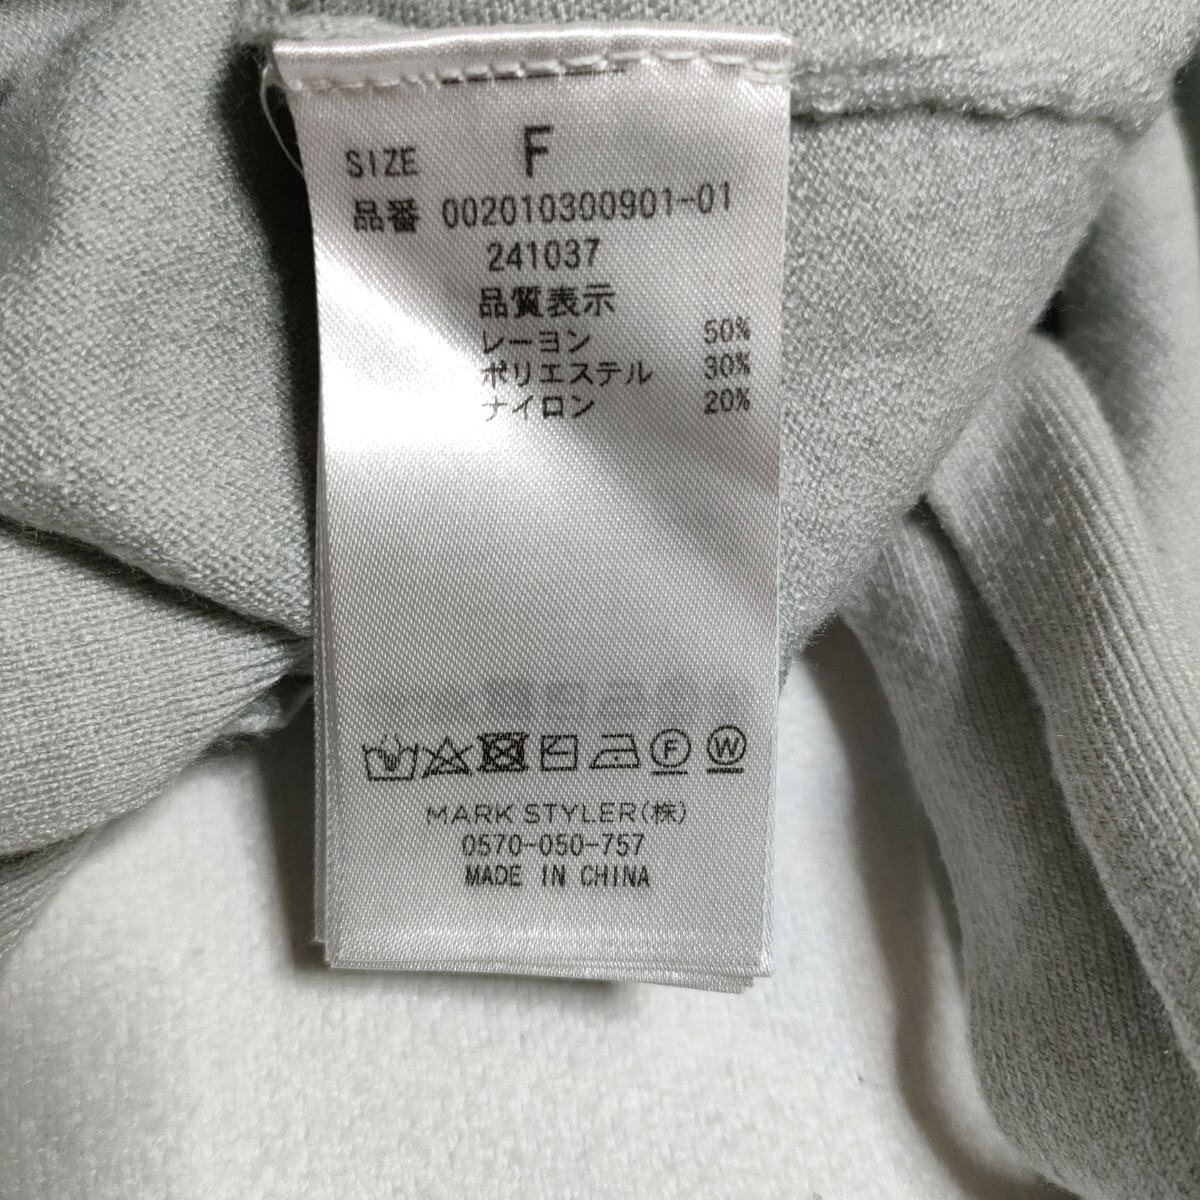 SIZE F
品番 002010300901-01
241037
品質表示
レーヨン 50%
ポリエステル 30%
ナイロン 20%
F W
MARK STYLER(株)
0570-050-757
MADE IN CHINA